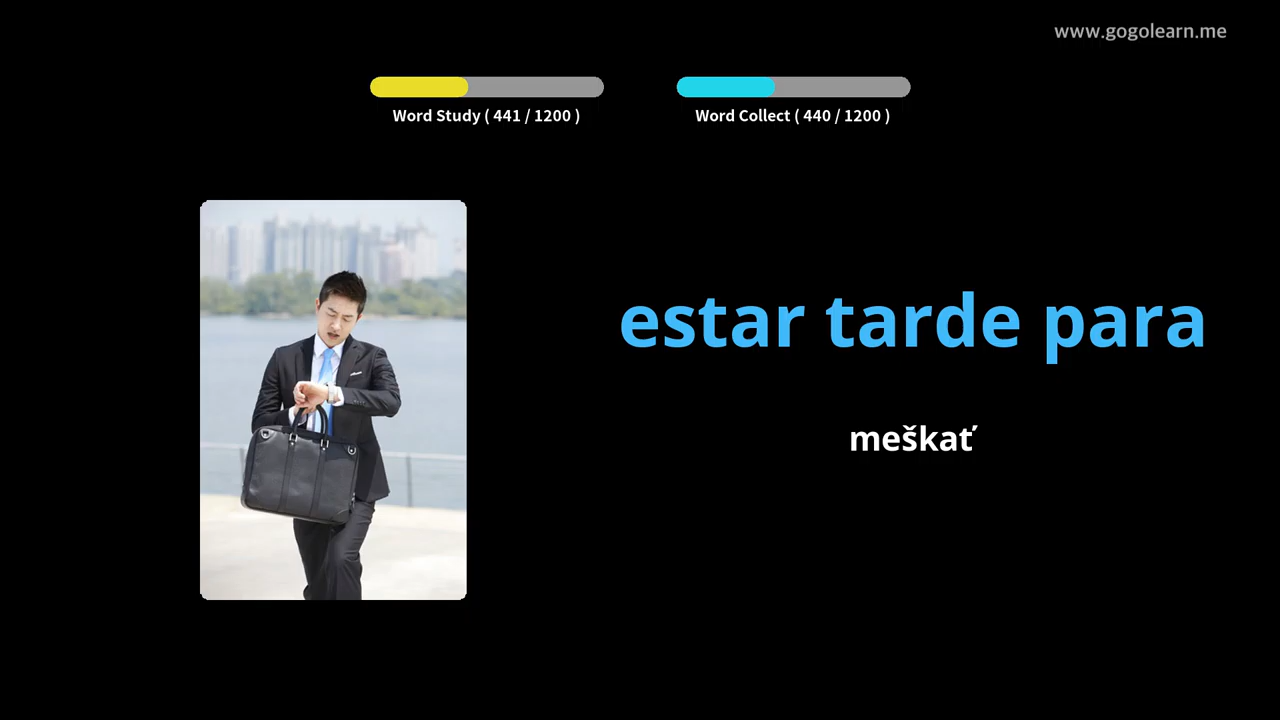 www.gogolearn.me
Word Study ( 441 / 1200 )
Word Collect ( 440 / 1200 )
estar tarde para
meškať